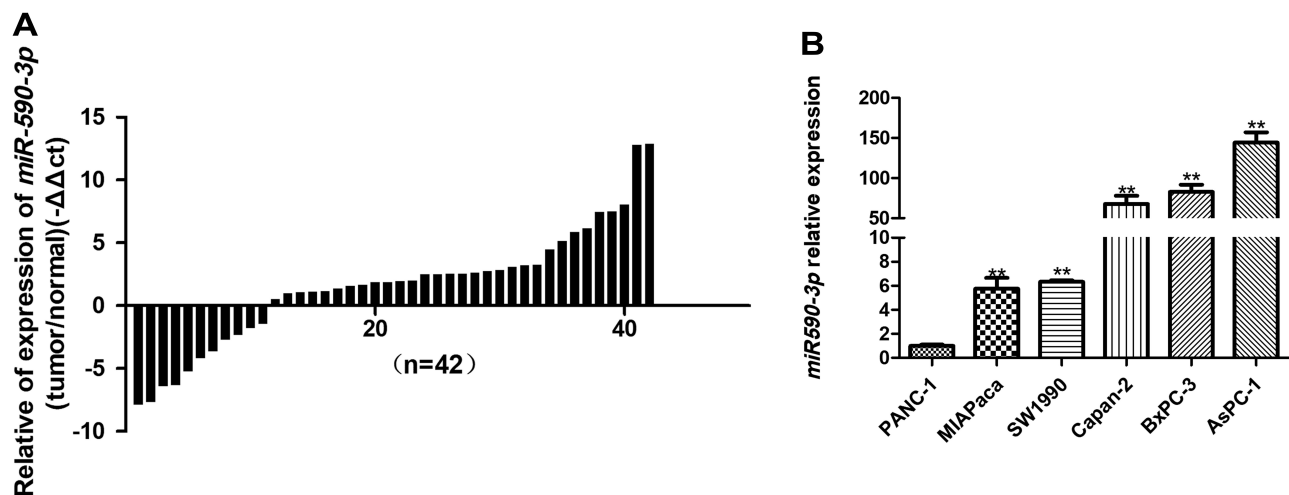 A
Relative of expression of miR-590-3p
(tumor/normal)(-ΔΔct)
15
10
5
0
-5
-10
20
40
（n=42）
B
miR590-3p relative expression
200
150
100
50
10
8
6
4
2
0
**
**
**
**
**
PANC-1
MIAPaca
SW1990
Capan-2
BxPC-3
AsPC-1